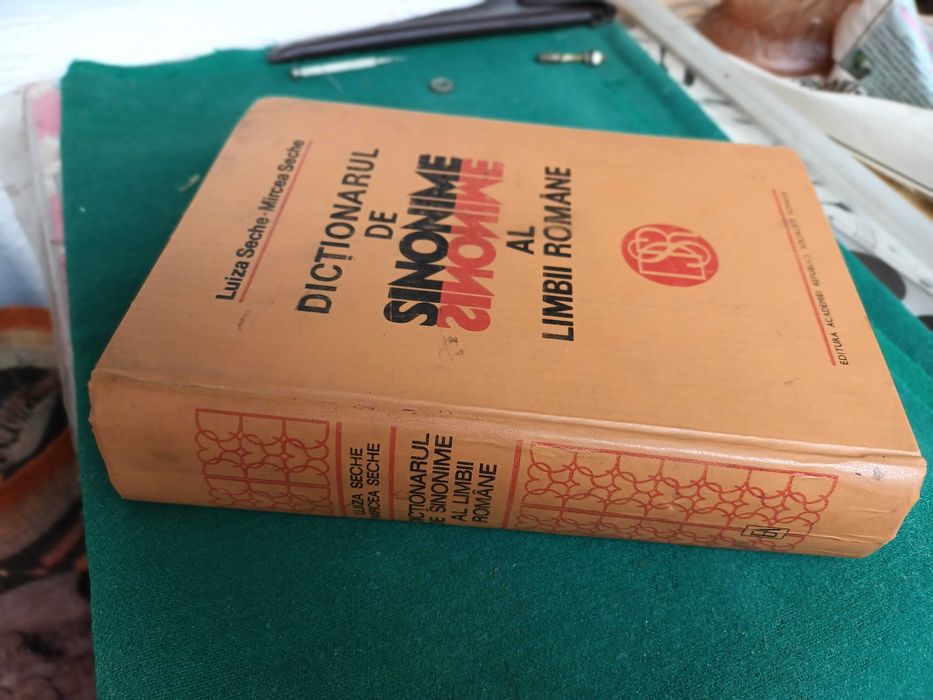 Luiza Seche · Mircea Seche
DICȚIONARUL
DE
SINONIME
SINONIME
AL
LIMBII ROMÂNE
EDITURA ACADEMIEI REPUBLICII SOCIALISTE ROMÂNIA
LUIZA SECHE
MIRCEA SECHE
DICȚIONARUL
DE SINONIME
AL LIMBII
ROMÂNE